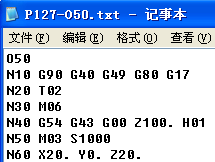 P127-O50.txt - 记事本
文件(F) 编辑(E) 格式(O) 查看(V)
O50
N10 G90 G40 G49 G80 G17
N20 T02
N30 M06
N40 G54 G43 G00 Z100. H01
N50 M03 S1000
N60 X20. Y0. Z20.